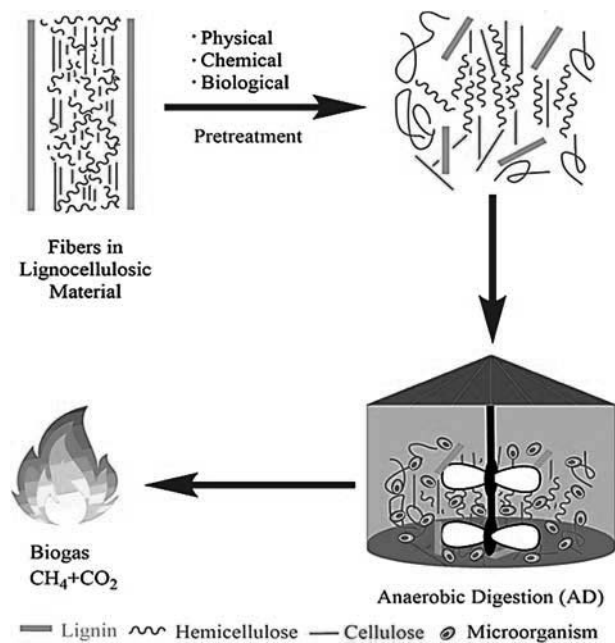 · Physical
· Chemical
· Biological
Pretreatment
Fibers in
Lignocellulosic
Material
Biogas
CH₄+CO₂
Anaerobic Digestion (AD)
Lignin Hemicellulose Cellulose Microorganism